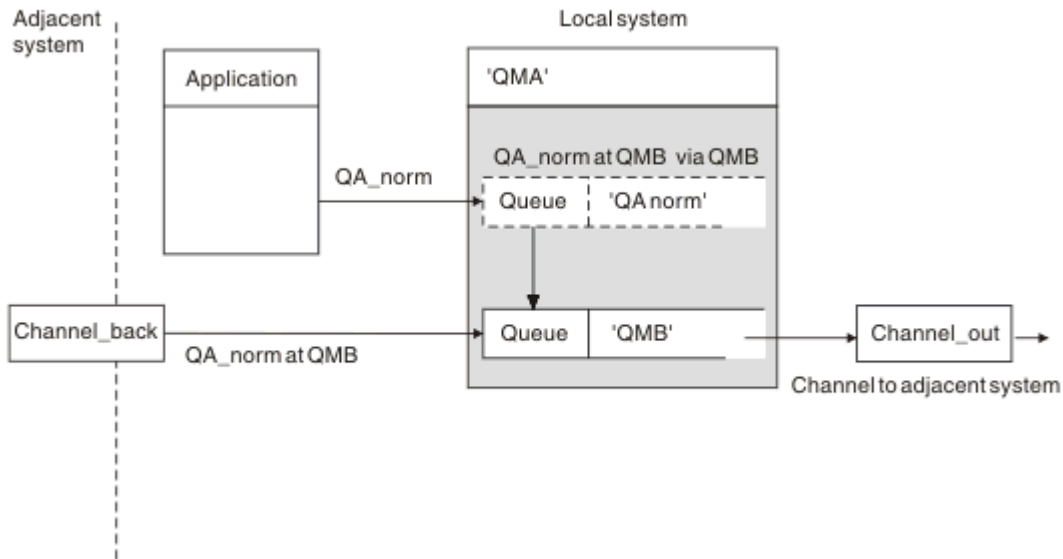 Adjacent
system
Local system
Application
'QMA'
QA_norm at QMB via QMB
QA_norm
Queue
'QA norm'
Channel_back
QA_norm at QMB
Queue
'QMB'
Channel_out
Channel to adjacent system